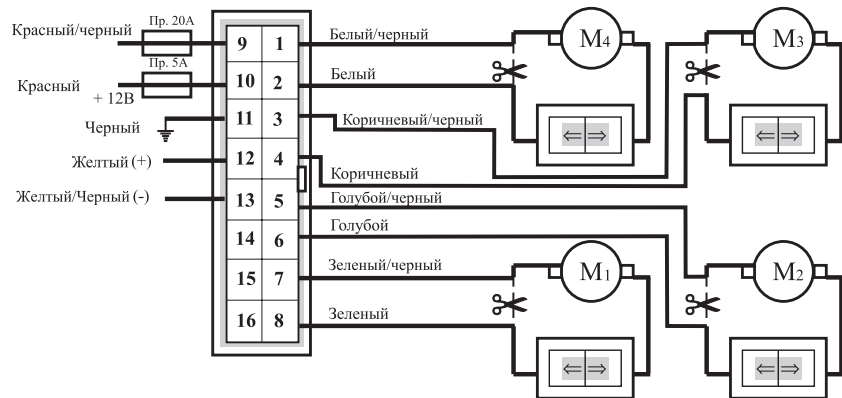 Красный/черный
Пр. 20А
9 1
Белый/черный
M4
M3
Пр. 5А
Красный
+ 12В
10 2
Белый
Черный
11 3
Коричневый/черный
⇐ ⇒
⇐ ⇒
Желтый (+)
12 4
Коричневый
Желтый/Черный (-)
13 5
Голубой/черный
14 6
Голубой
15 7
Зеленый/черный
M1
M2
16 8
Зеленый
⇐ ⇒
⇐ ⇒